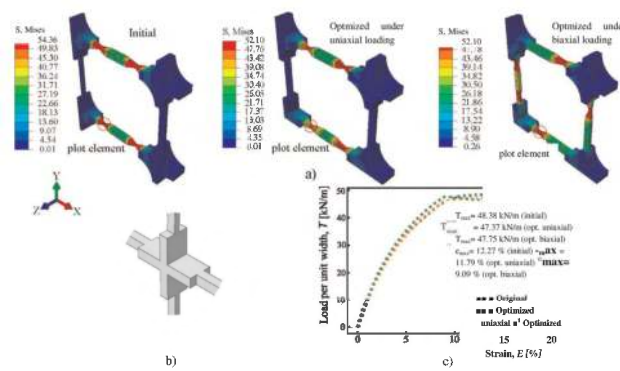 S, Mises
54.36
49.83
45.30
40.77
36.24
31.71
27.19
22.66
18.13
13.60
9.07
4.54
0.01
Initial
plot element
S, Mises
52.10
47.76
43.42
39.08
34.74
30.40
21.71
17.37
13.03
8.69
4.35
0.01
Optmized under
uniaxial loading
plot element
S, Mises
52.10
43.46
39.14
34.82
30.50
26.18
21.86
17.54
13.22
8.90
4.58
0.26
Optmized under
biaxial loading
plot element
a)
Y
Z X
b)
Load per unit width, T [kN/m]
50
40
30
20
10
0
0 5 10
15 20
Strain, E [%]
= 48.38 kN/m (initial)
= 47.37 kN/m (opt. uniaxial)
= 47.75 kN/m (opt. biaxial)
= 12.27 % (initial) ax =
11.79 % (opt. uniaxial) max=
9.09 % (opt. biaxial)
Original
Optimized
uniaxial Optimized
c)